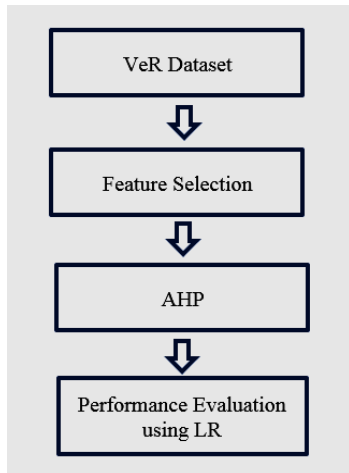 VeR Dataset
Feature Selection
AHP
Performance Evaluation
using LR